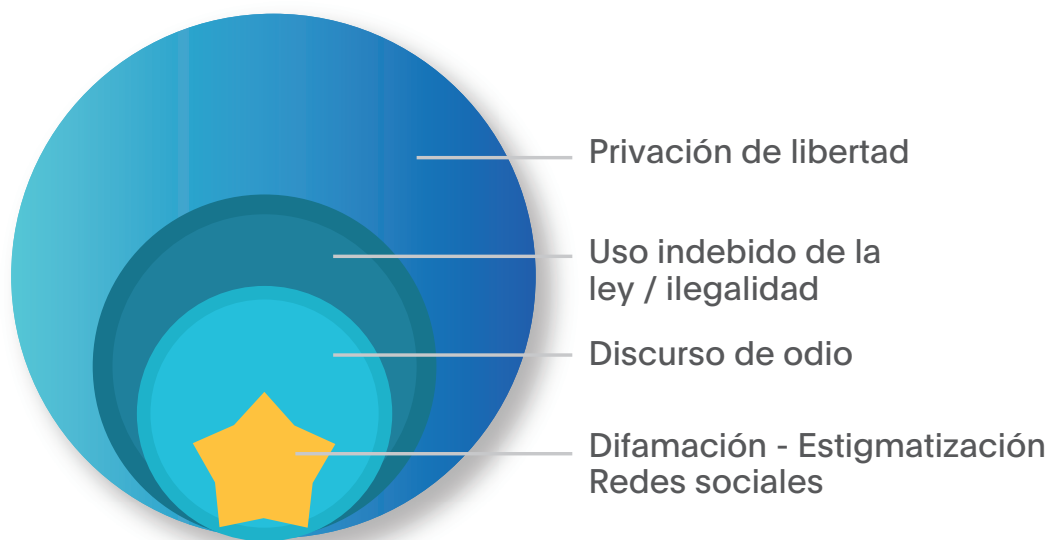 Privación de libertad
Uso indebido de la
ley / ilegalidad
Discurso de odio
Difamación - Estigmatización
Redes sociales